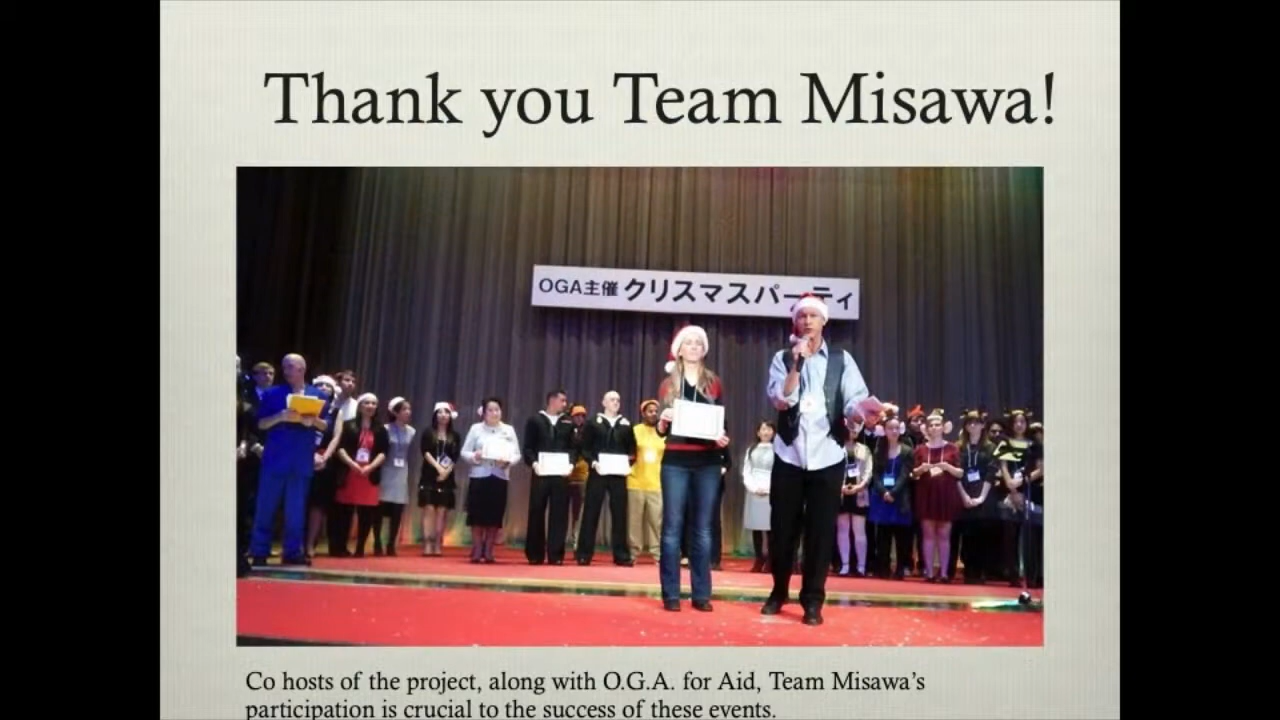 Thank you Team Misawa!
OGA主催 クリスマスパーティ
Co hosts of the project, along with O.G.A. for Aid, Team Misawa’s
participation is crucial to the success of these events.